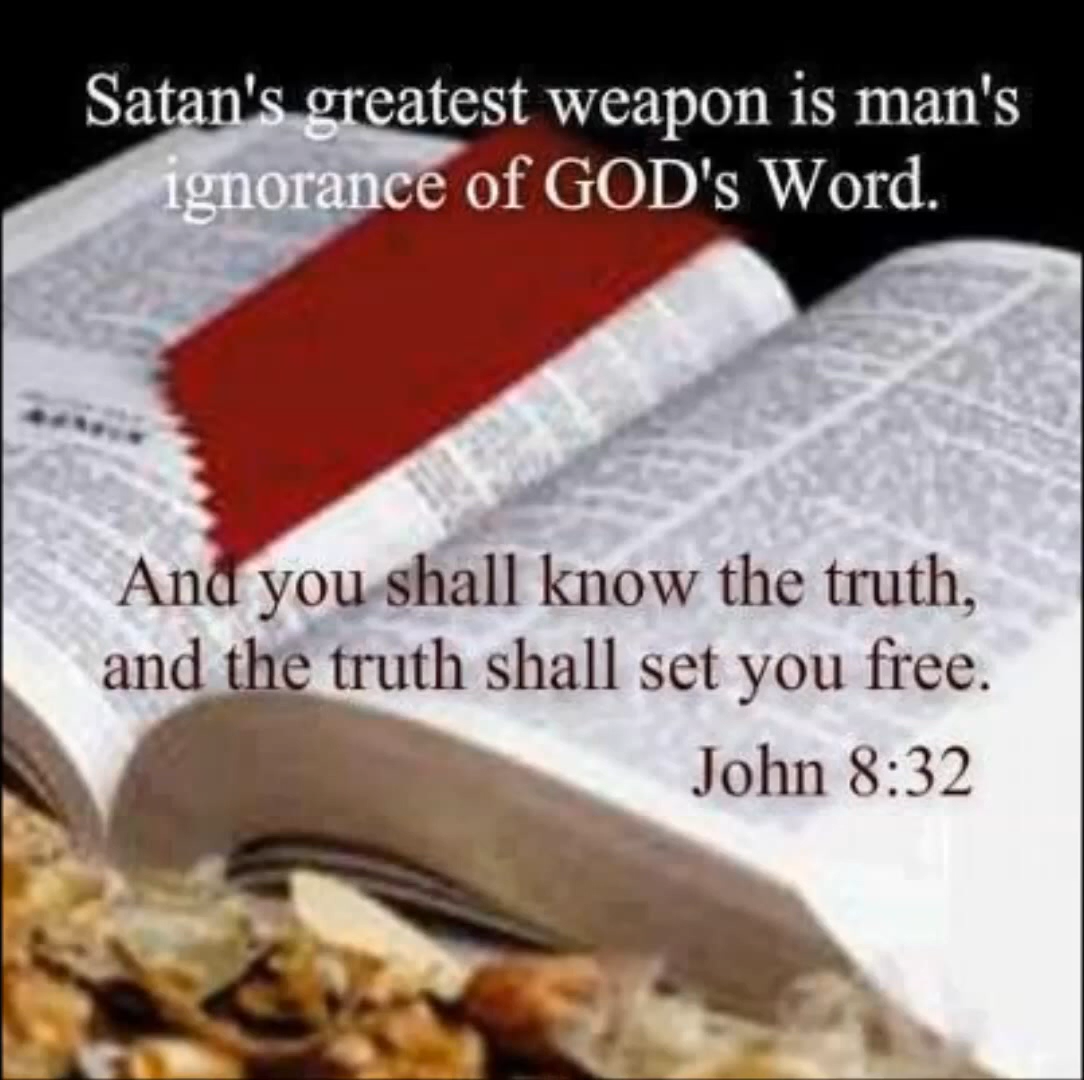 Satan's greatest weapon is man's
ignorance of GOD's Word.
And you shall know the truth,
and the truth shall set you free.
John 8:32